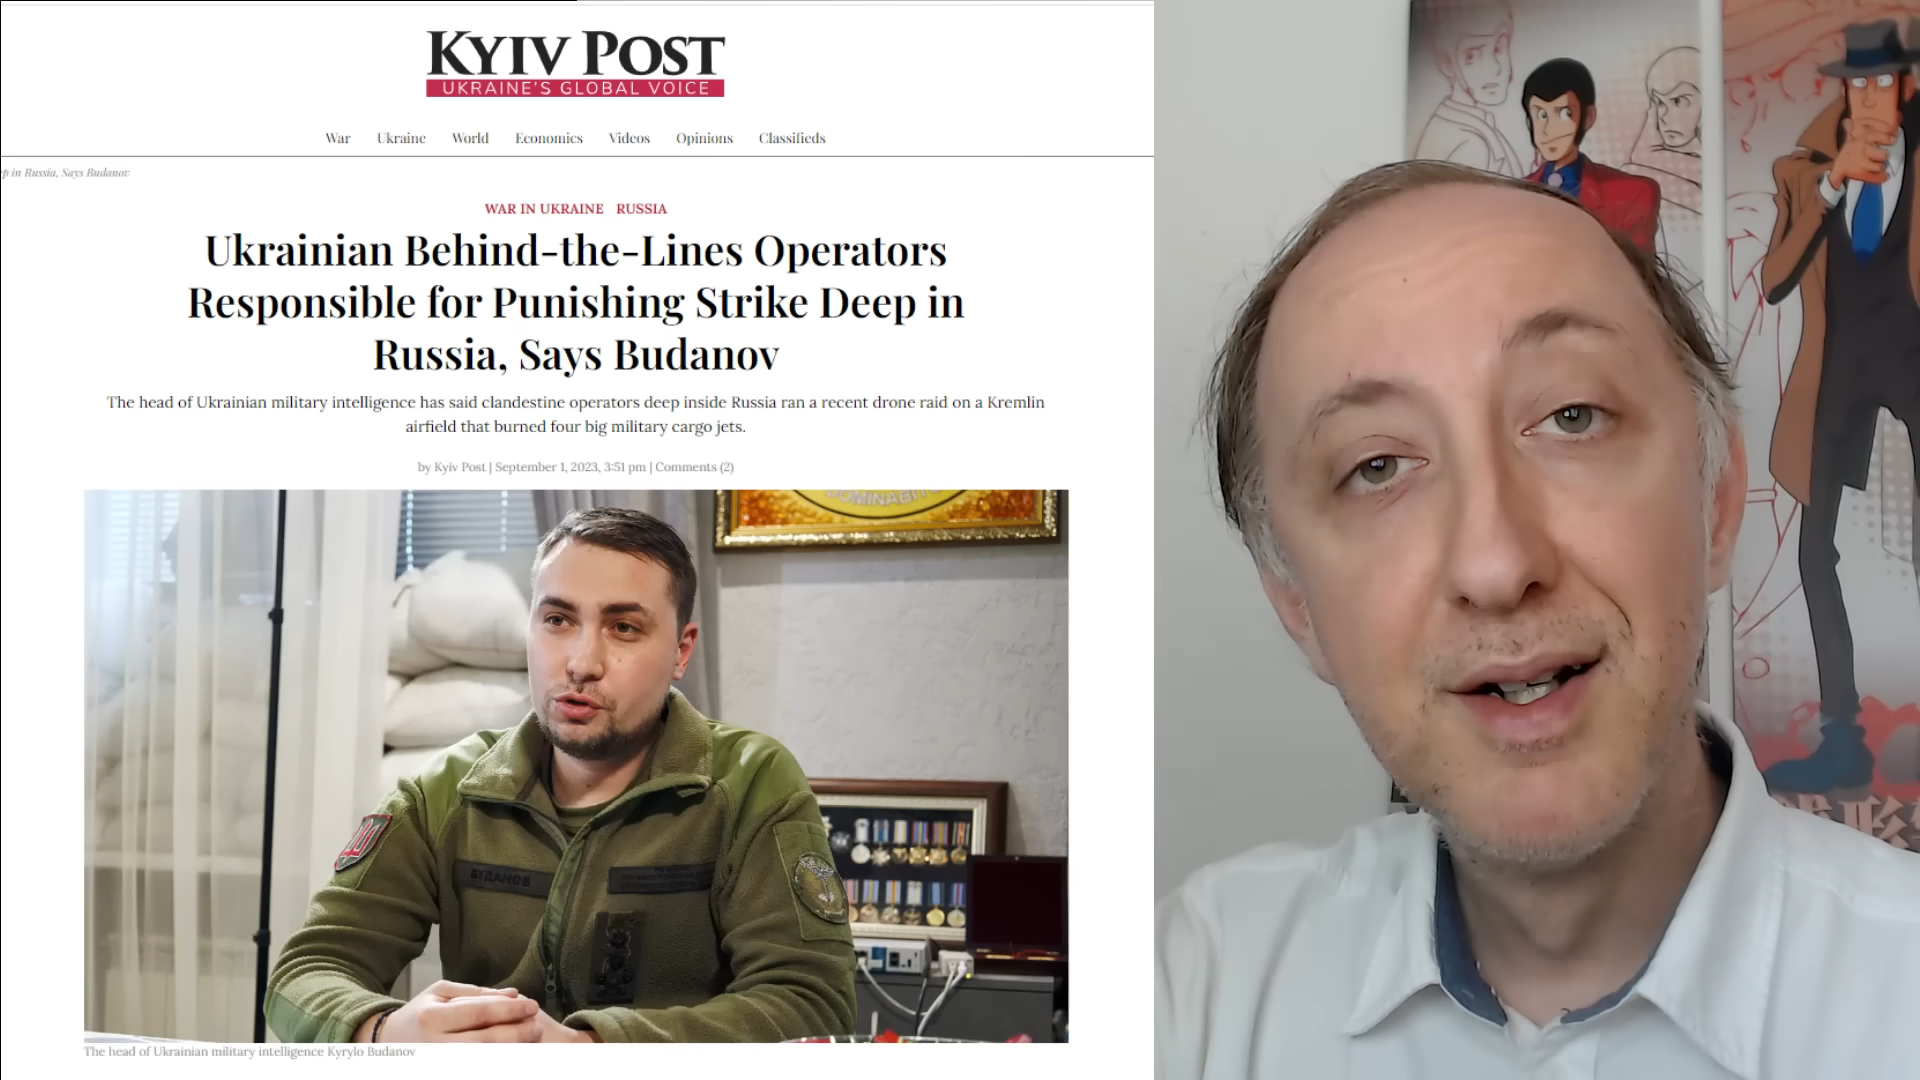 KYIV POST
UKRAINE'S GLOBAL VOICE
War Ukraine World Economics Videos Opinions Classifieds
in Russia, Says Budanov
WAR IN UKRAINE RUSSIA
Ukrainian Behind-the-Lines Operators
Responsible for Punishing Strike Deep in
Russia, Says Budanov
The head of Ukrainian military intelligence has said clandestine operators deep inside Russia ran a recent drone raid on a Kremlin
airfield that burned four big military cargo jets.
by Kyiv Post | September 1, 2023, 3:51 pm | Comments (2)
БУДАНОВ
The head of Ukrainian military intelligence Kyrylo Budanov